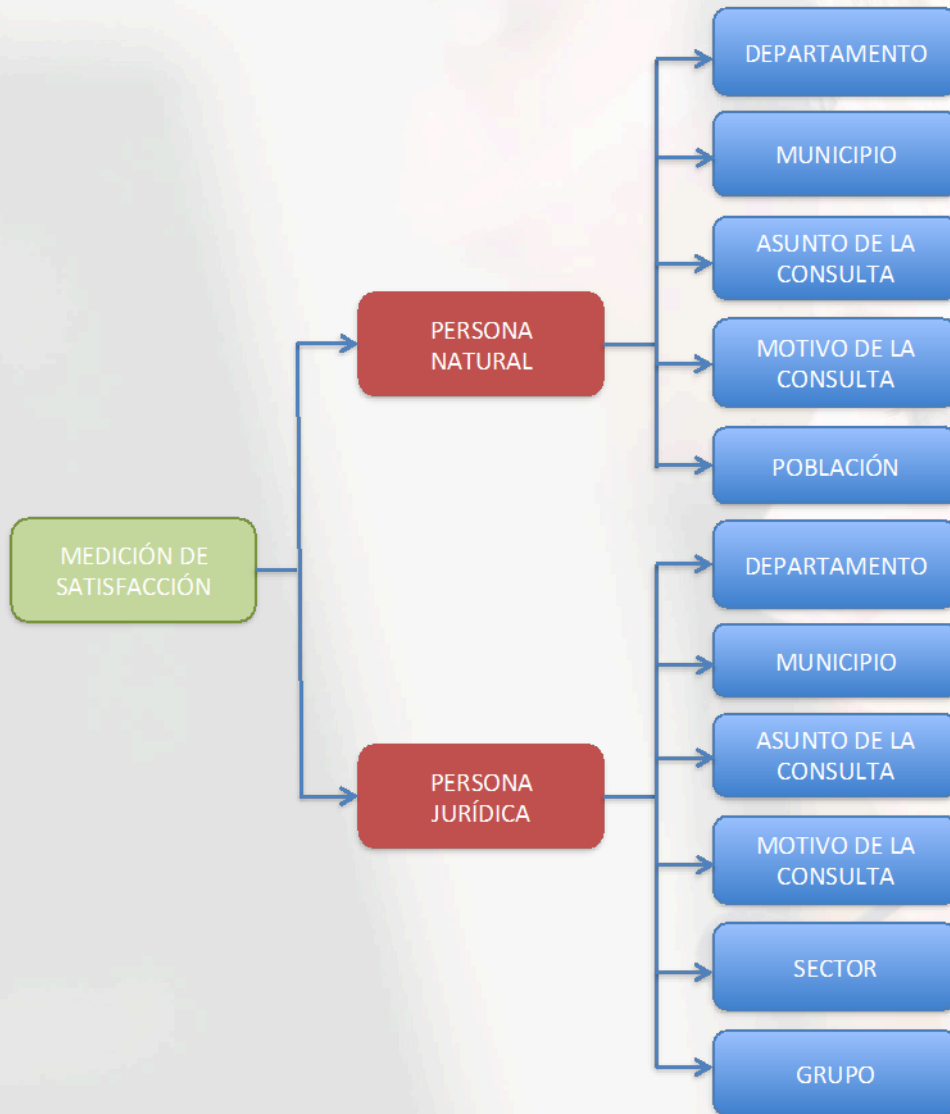 MEDICIÓN DE
SATISFACCIÓN
PERSONA
NATURAL
DEPARTAMENTO
MUNICIPIO
ASUNTO DE LA
CONSULTA
MOTIVO DE LA
CONSULTA
POBLACIÓN
PERSONA
JURÍDICA
DEPARTAMENTO
MUNICIPIO
ASUNTO DE LA
CONSULTA
MOTIVO DE LA
CONSULTA
SECTOR
GRUPO